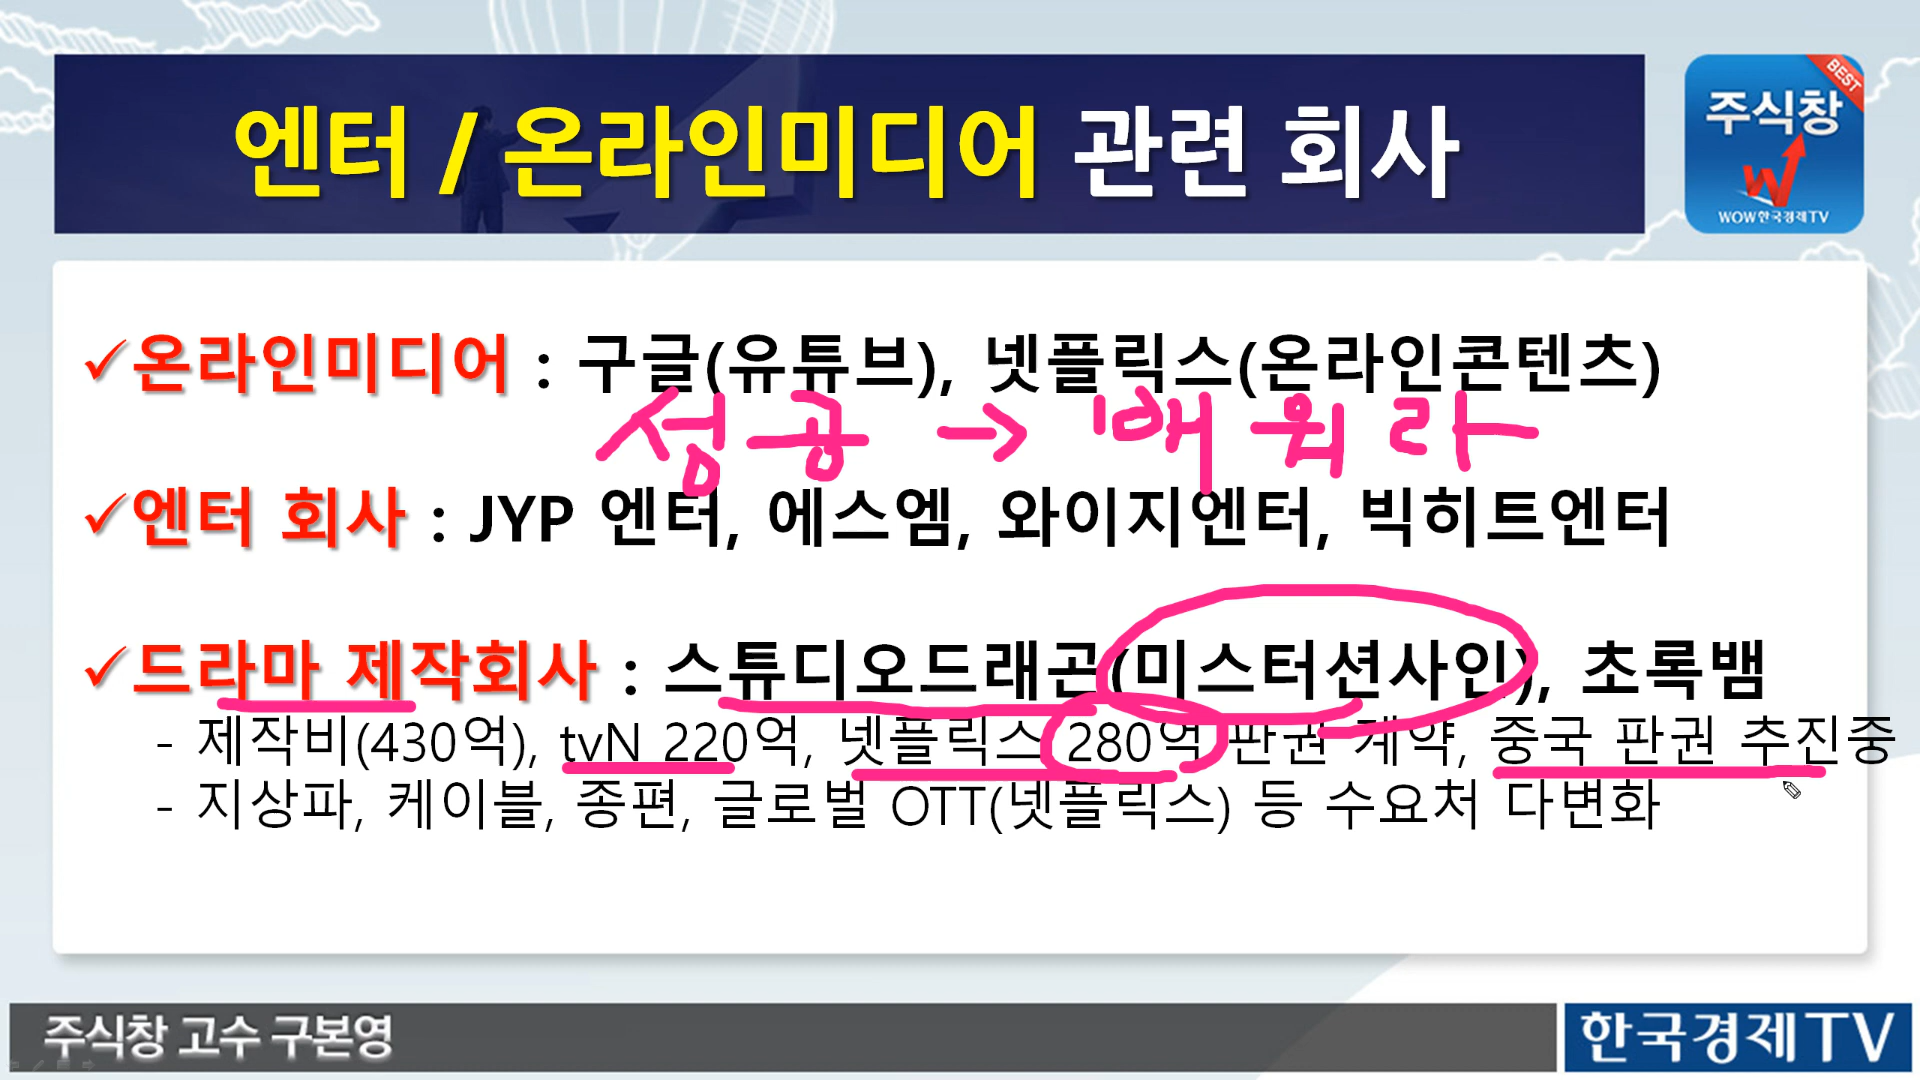 엔터 / 온라인미디어 관련 회사
BEST
주식창
WOW한국경제TV
✓온라인미디어 : 구글(유튜브), 넷플릭스(온라인콘텐츠)
성공 → 배워라
✓엔터 회사 : JYP 엔터, 에스엠, 와이지엔터, 빅히트엔터
✓드라마 제작회사 : 스튜디오드래곤(미스터션사인), 초록뱀
- 제작비(430억), tvN 220억, 넷플릭스 280억 판권 계약, 중국 판권 추진중
- 지상파, 케이블, 종편, 글로벌 OTT(넷플릭스) 등 수요처 다변화
주식창 고수 구본영
한국경제TV